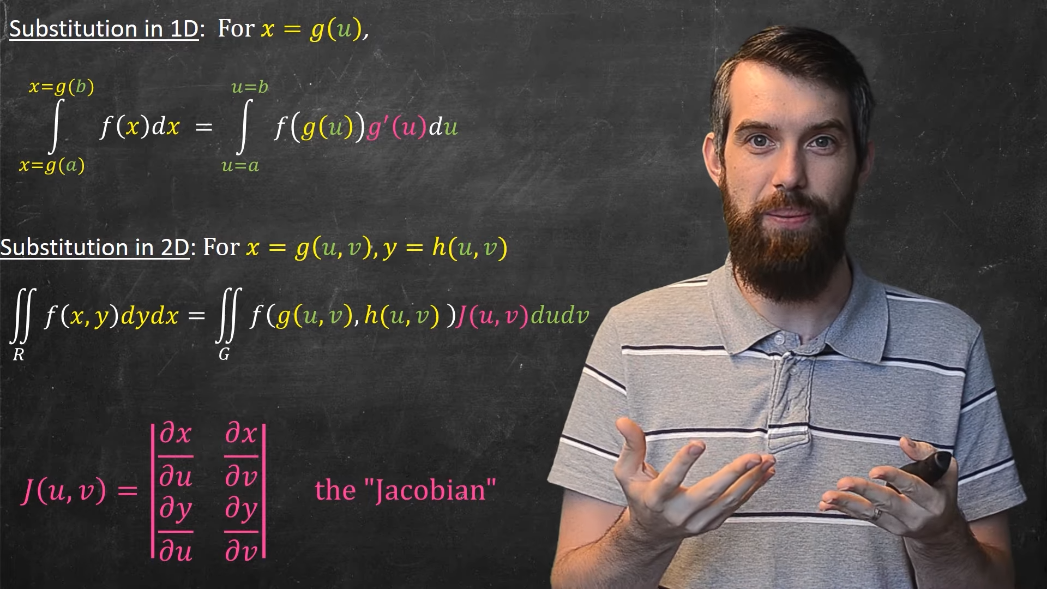 Substitution in 1D: For x = g(u),
x=g(b) u=b
∫ f(x)dx = ∫ f(g(u))g′(u)du
x=g(a) u=a
Substitution in 2D: For x = g(u, v), y = h(u, v)
∬ f(x, y)dydx = ∬ f(g(u, v), h(u, v) )J(u, v)dudv
R G
∂x ∂x
∂u ∂v
J(u, v) = | | the "Jacobian"
∂y ∂y
∂u ∂v